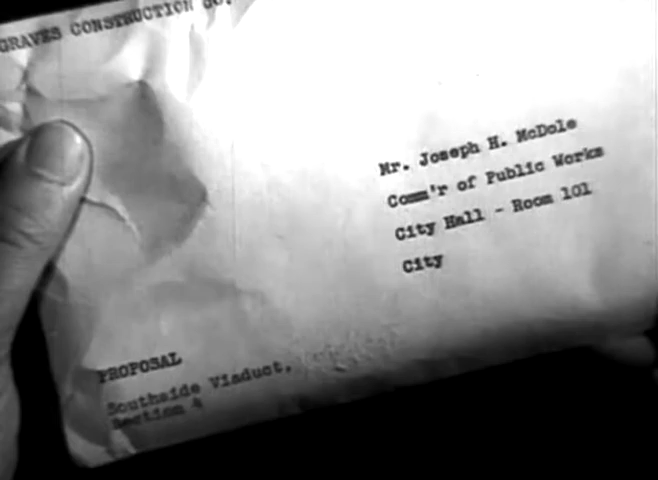 GRAVES CONSTRUCTION CO.
Mr. Joseph H. McDole
Comm'r of Public Works
City Hall - Room 101
City
PROPOSAL
Southside Viaduct,
Section 4